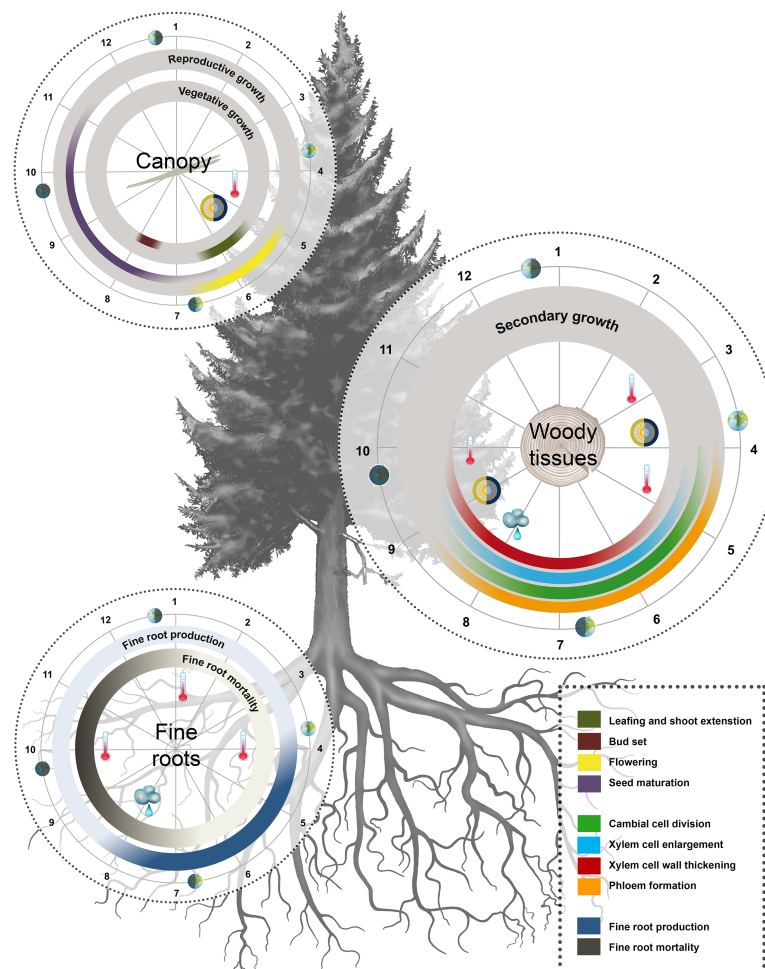 1
2
3
4
5
6
7
8
9
10
11
12
Reproductive growth
Vegetative growth
Canopy
1
2
3
4
5
6
7
8
9
10
11
12
Secondary growth
Woody
tissues
1
2
3
4
5
6
7
8
9
10
11
12
Fine root production
Fine root mortality
Fine
roots
Leafing and shoot extenstion
Bud set
Flowering
Seed maturation
Cambial cell division
Xylem cell enlargement
Xylem cell wall thickening
Phloem formation
Fine root production
Fine root mortality